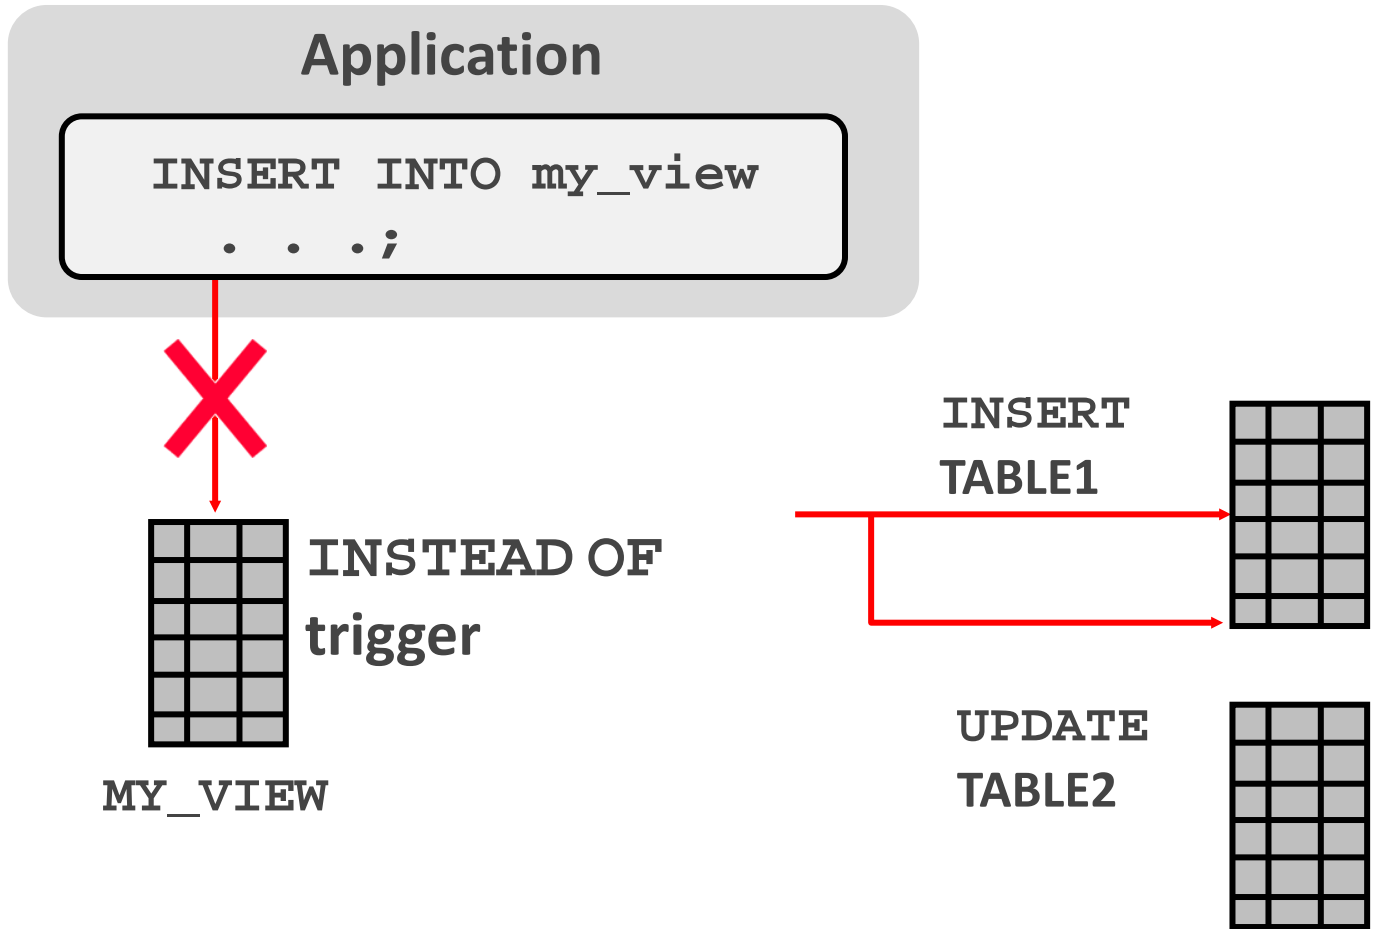 Application
INSERT INTO my_view
. . .;
INSTEAD OF
trigger
MY_VIEW
INSERT
TABLE1
UPDATE
TABLE2